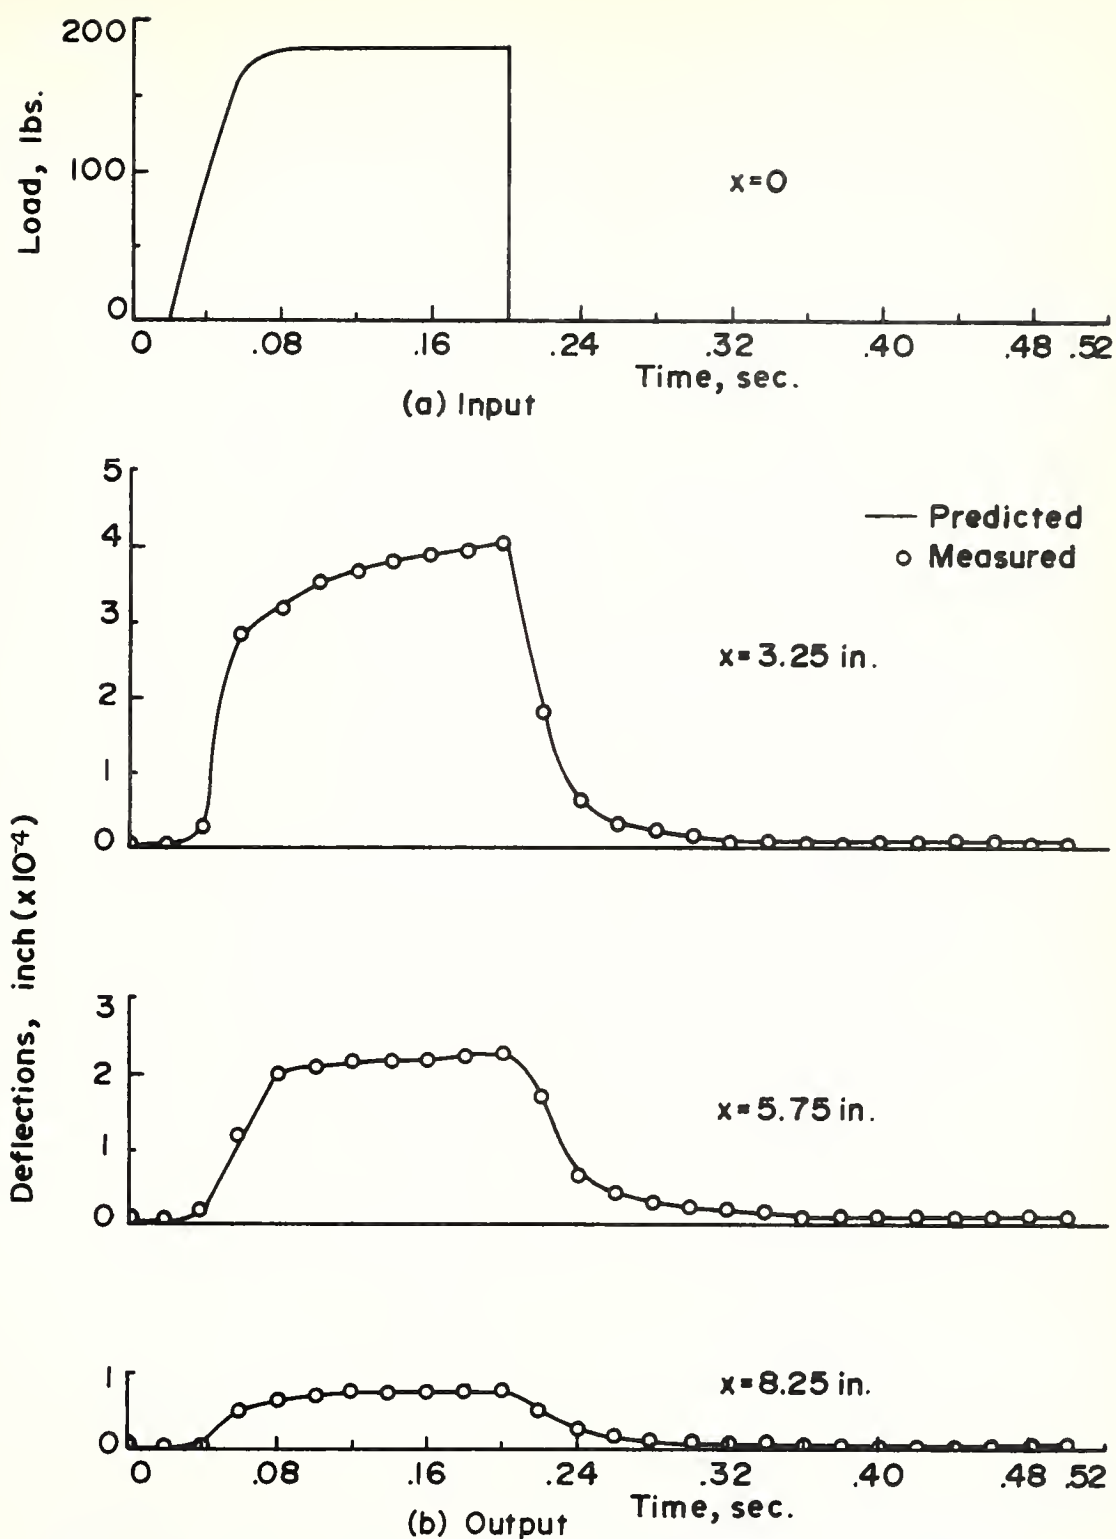 200
100
0
Load, lbs.
x=0
0 .08 .16 .24 .32 .40 .48 .52
Time, sec.
(a) Input
5
4
3
2
1
0
— Predicted
o Measured
x=3.25 in.
Deflections, inch (x10⁻⁴)
3
2
1
0
x=5.75 in.
1
0
x=8.25 in.
0 .08 .16 .24 .32 .40 .48 .52
Time, sec.
(b) Output